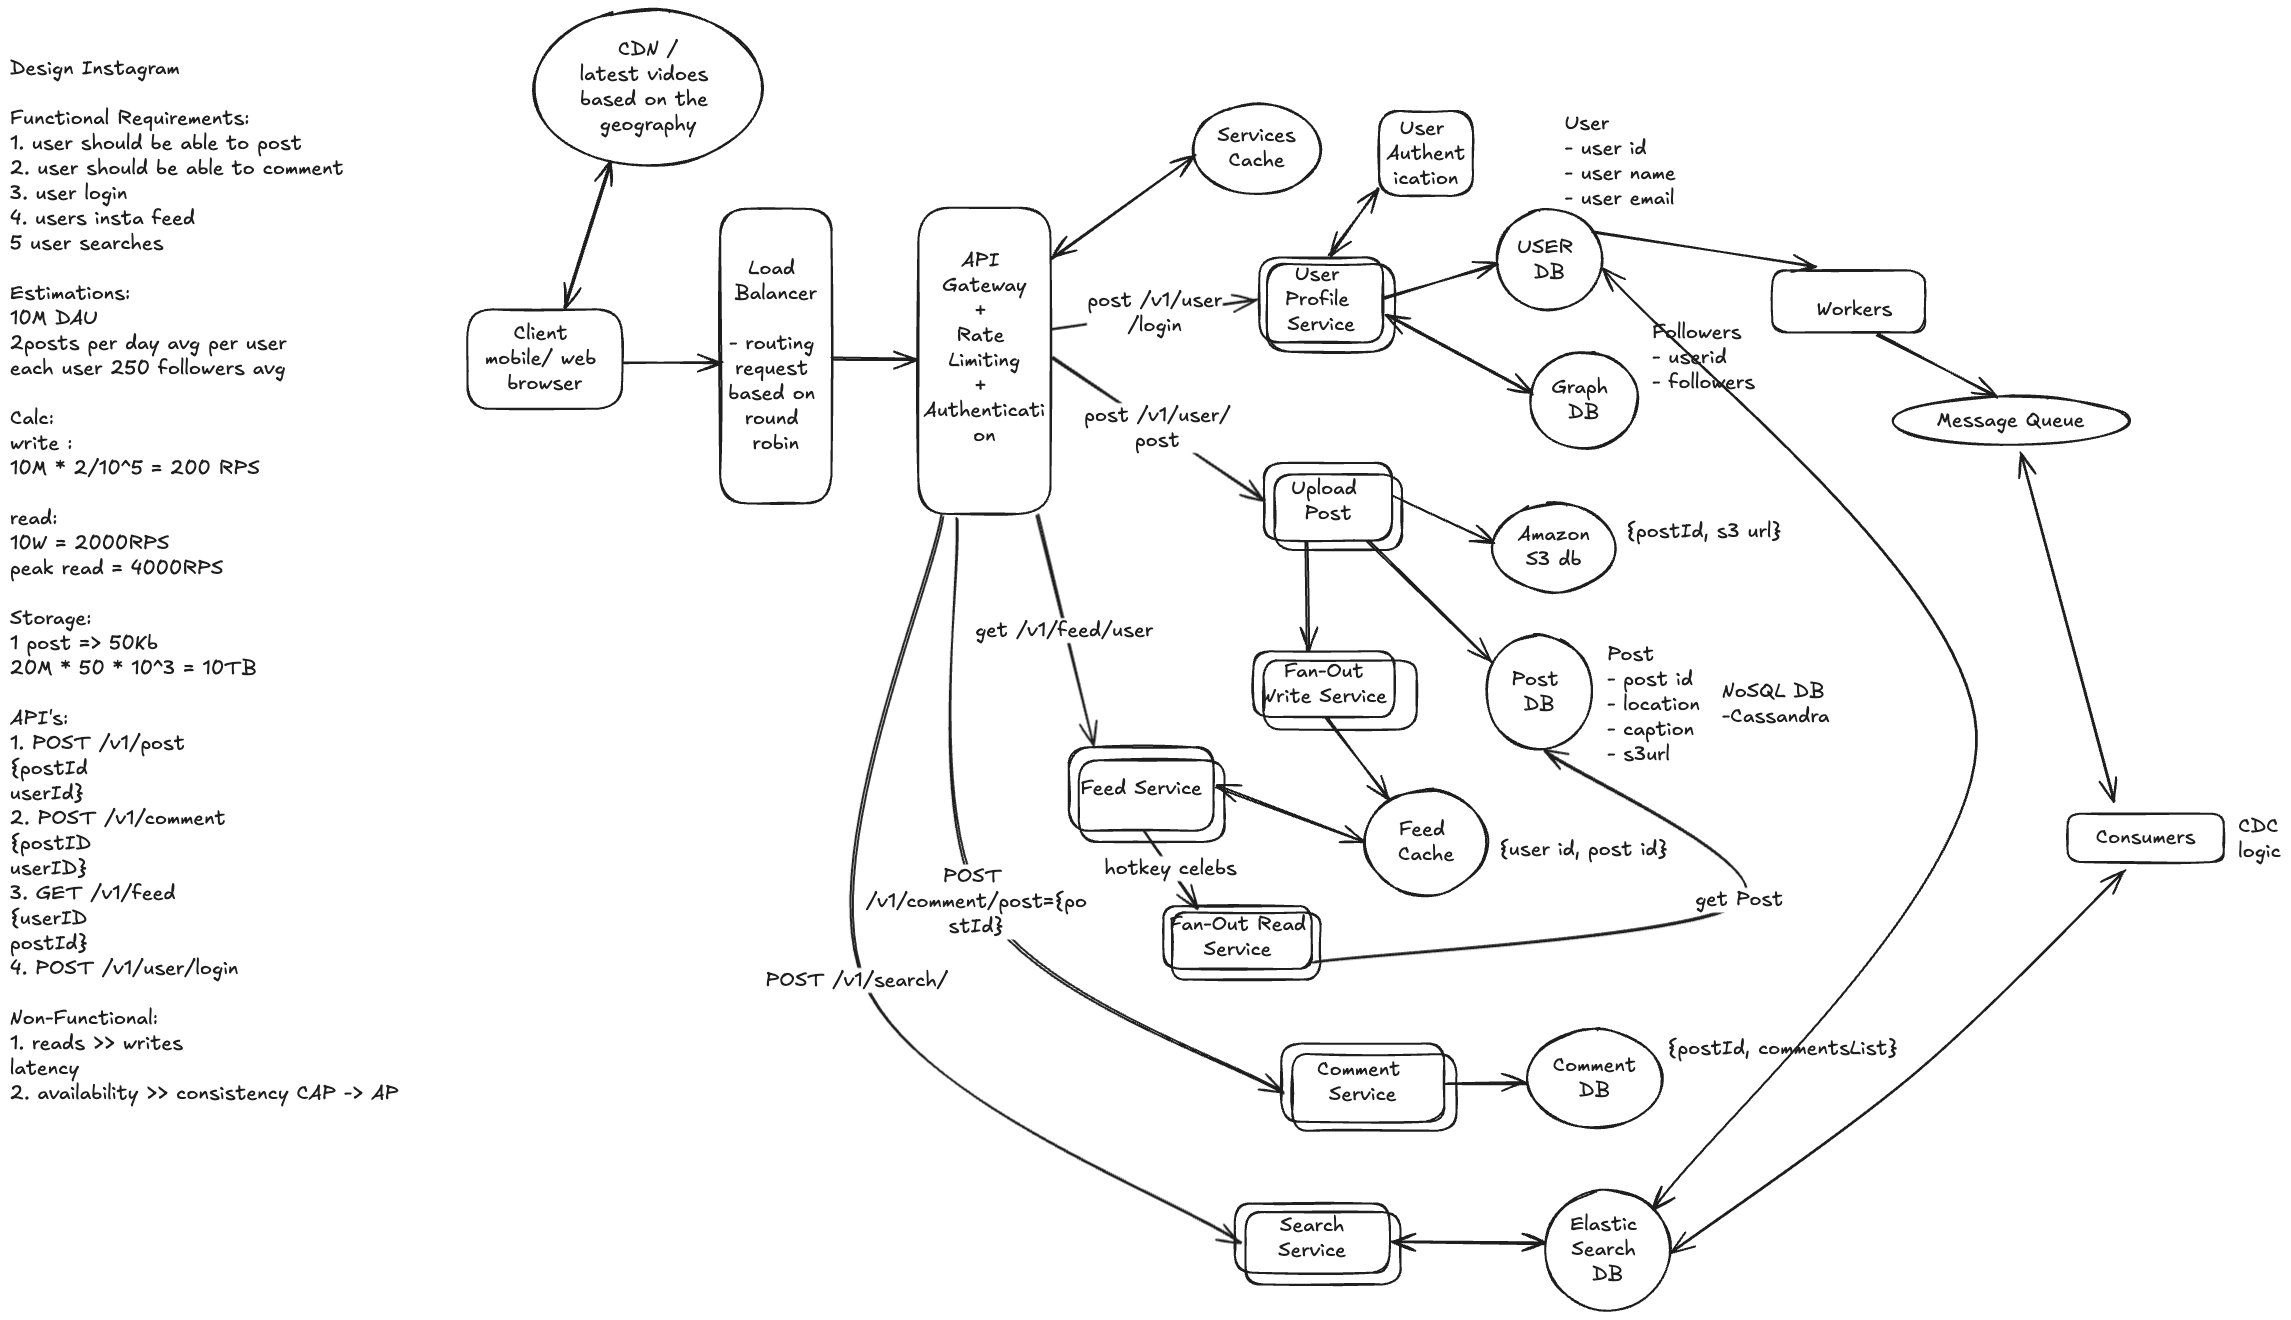 Design Instagram
Functional Requirements:
1. user should be able to post
2. user should be able to comment
3. user login
4. users insta feed
5 user searches
Estimations:
10M DAU
2posts per day avg per user
each user 250 followers avg
Calc:
write :
10M * 2/10^5 = 200 RPS
read:
10W = 2000RPS
peak read = 4000RPS
Storage:
1 post => 50Kb
20M * 50 * 10^3 = 10TB
API's:
1. POST /v1/post
{postId
userId}
2. POST /v1/comment
{postID
userID}
3. GET /v1/feed
{userID
postId}
4. POST /v1/user/login
Non-Functional:
1. reads >> writes
latency
2. availability >> consistency CAP -> AP
CDN /
latest vidoes
based on the
geography
Client
mobile/ web
browser
Load
Balancer
- routing
request
based on
round
robin
API
Gateway
+
Rate
Limiting
+
Authenticati
on
Services
Cache
post /v1/user
/login
User
Authent
ication
User
Profile
Service
User
- user id
- user name
- user email
USER
DB
Workers
Followers
- userid
- followers
Graph
DB
Message Queue
post /v1/user/
post
Upload
Post
Amazon
S3 db
{postId, s3 url}
get /v1/feed/user
Fan-Out
Write Service
Post
DB
Post
- post id
- location
- caption
- s3url
NoSQL DB
-Cassandra
Feed Service
Feed
Cache
{user id, post id}
Consumers
CDC
logic
hotkey celebs
Fan-Out Read
Service
get Post
POST
/v1/comment/post={po
stId}
POST /v1/search/
Comment
Service
Comment
DB
{postId, commentsList}
Search
Service
Elastic
Search
DB